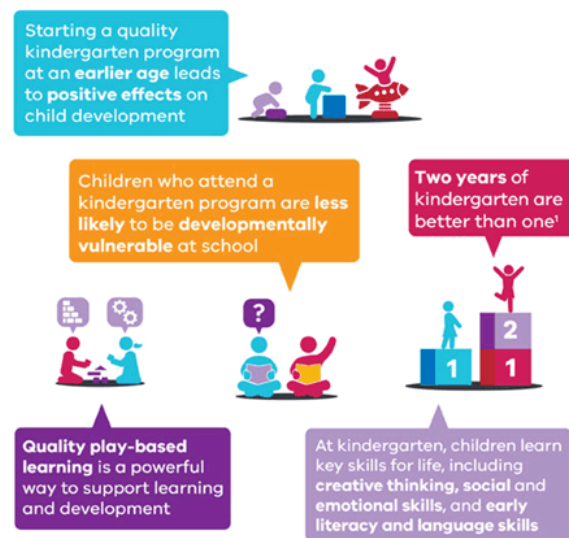 Starting a quality
kindergarten program
at an earlier age leads
to positive effects on
child development
Children who attend a
kindergarten program are less
likely to be developmentally
vulnerable at school
Two years of
kindergarten are
better than one¹
?
2
1
1
Quality play-based
learning is a powerful
way to support learning
and development
At kindergarten, children learn
key skills for life, including
creative thinking, social and
emotional skills, and early
literacy and language skills